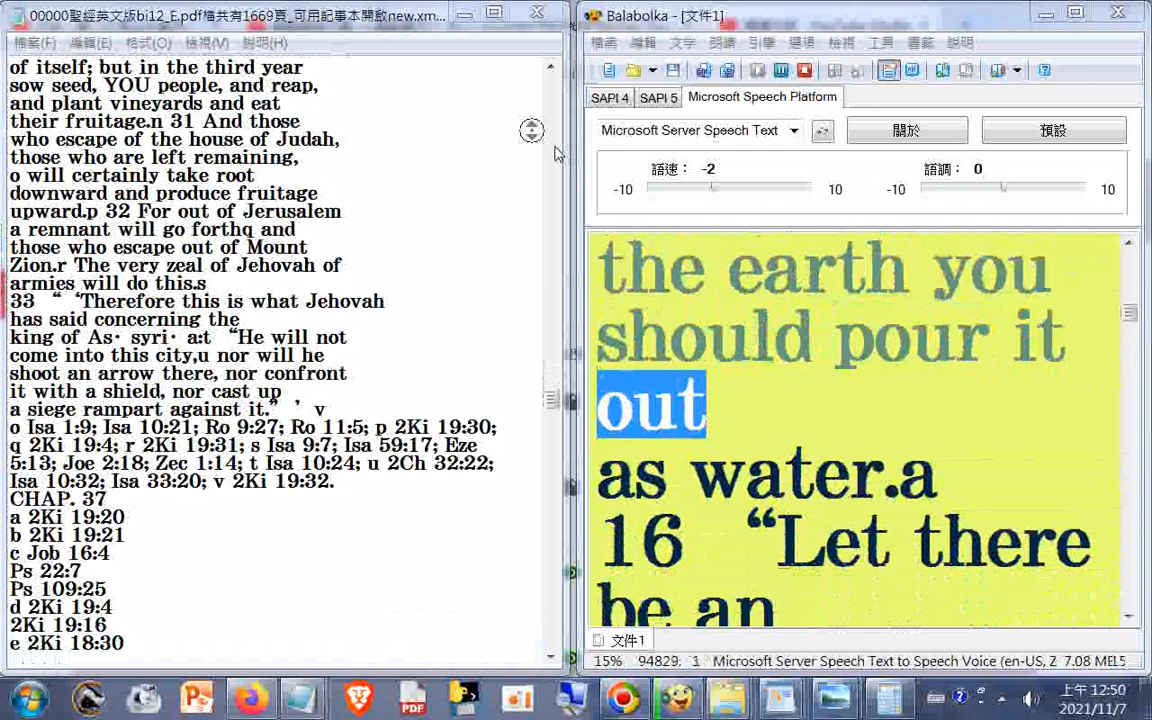 00000聖經英文版bi12_E.pdf檔共有1669頁_可用記事本開啟new.xm...
檔案(F) 編輯(E) 格式(O) 檢視(V) 說明(H)
of itself; but in the third year
sow seed, YOU people, and reap,
and plant vineyards and eat
their fruitage.n 31 And those
who escape of the house of Judah,
those who are left remaining,
o will certainly take root
downward and produce fruitage
upward.p 32 For out of Jerusalem
a remnant will go forthq and
those who escape out of Mount
Zion.r The very zeal of Jehovah of
armies will do this.s
33 “ ‘Therefore this is what Jehovah
has said concerning the
king of As· syri· a:t “He will not
come into this city,u nor will he
shoot an arrow there, nor confront
it with a shield, nor cast up
a siege rampart against it.” ’ v
o Isa 1:9; Isa 10:21; Ro 9:27; Ro 11:5; p 2Ki 19:30;
q 2Ki 19:4; r 2Ki 19:31; s Isa 9:7; Isa 59:17; Eze
5:13; Joe 2:18; Zec 1:14; t Isa 10:24; u 2Ch 32:22;
Isa 10:32; Isa 33:20; v 2Ki 19:32.
CHAP. 37
a 2Ki 19:20
b 2Ki 19:21
c Job 16:4
Ps 22:7
Ps 109:25
d 2Ki 19:4
2Ki 19:16
e 2Ki 18:30
Balabolka - [文件1]
檔案 編輯 文字 朗讀 引擎 選項 檢視 工具 書籤 說明
SAPI 4 SAPI 5 Microsoft Speech Platform
Microsoft Server Speech Text 關於 預設
語速: -2 語調: 0
-10 10 -10 10
the earth you
should pour it
out
as water.a
16 “Let there
be an
文件1
15% 94829: 1 Microsoft Server Speech Text to Speech Voice (en-US, Z 7.08 МБ
上午 12:50
2021/11/7